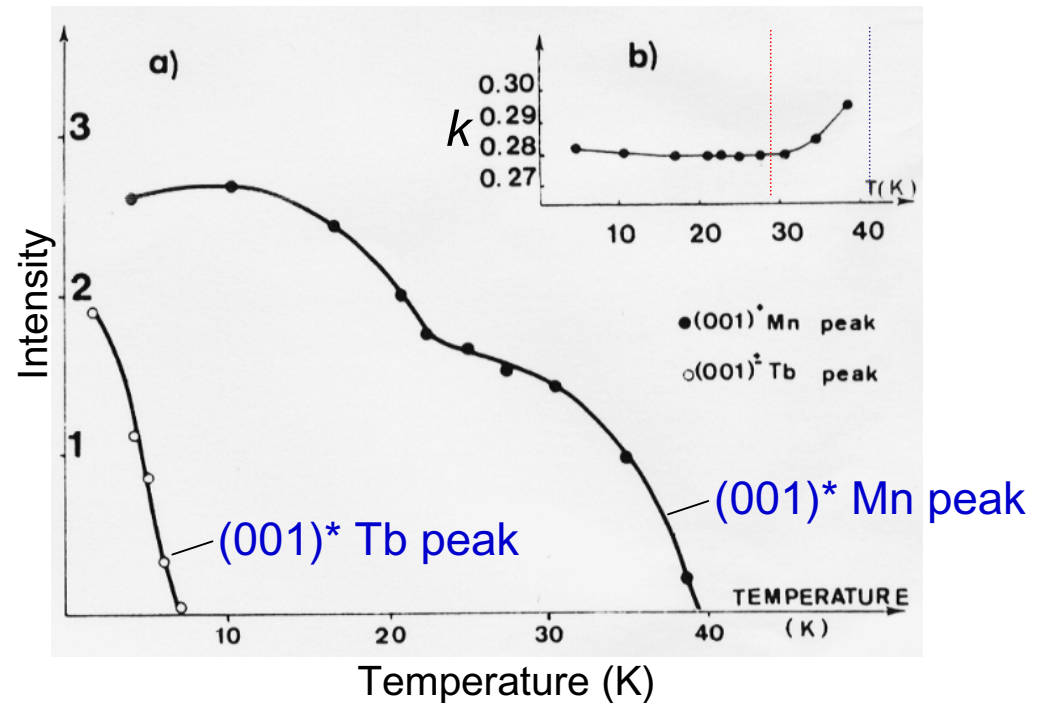 a)
b)
3
2
1
Intensity
0.30
0.29
0.28
0.27
k
T(K)
10 20 30 40
●(001)⁺ Mn peak
○(001)± Tb peak
(001)* Mn peak
(001)* Tb peak
TEMPERATURE
(K)
10 20 30 40
Temperature (K)